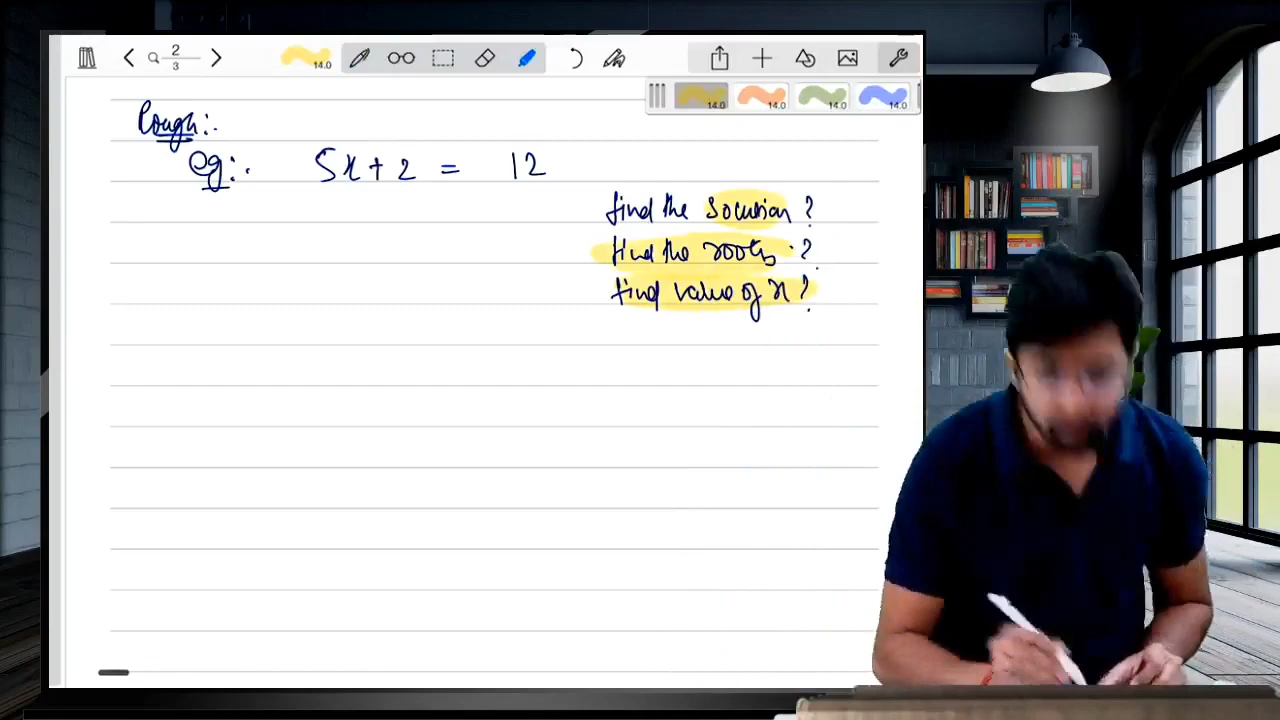 2
3
14.0
14.0 14.0 14.0 14.0
Rough:.
eg:. 5x + 2 = 12
find the solution ?
find the roots ?
find value of x ?